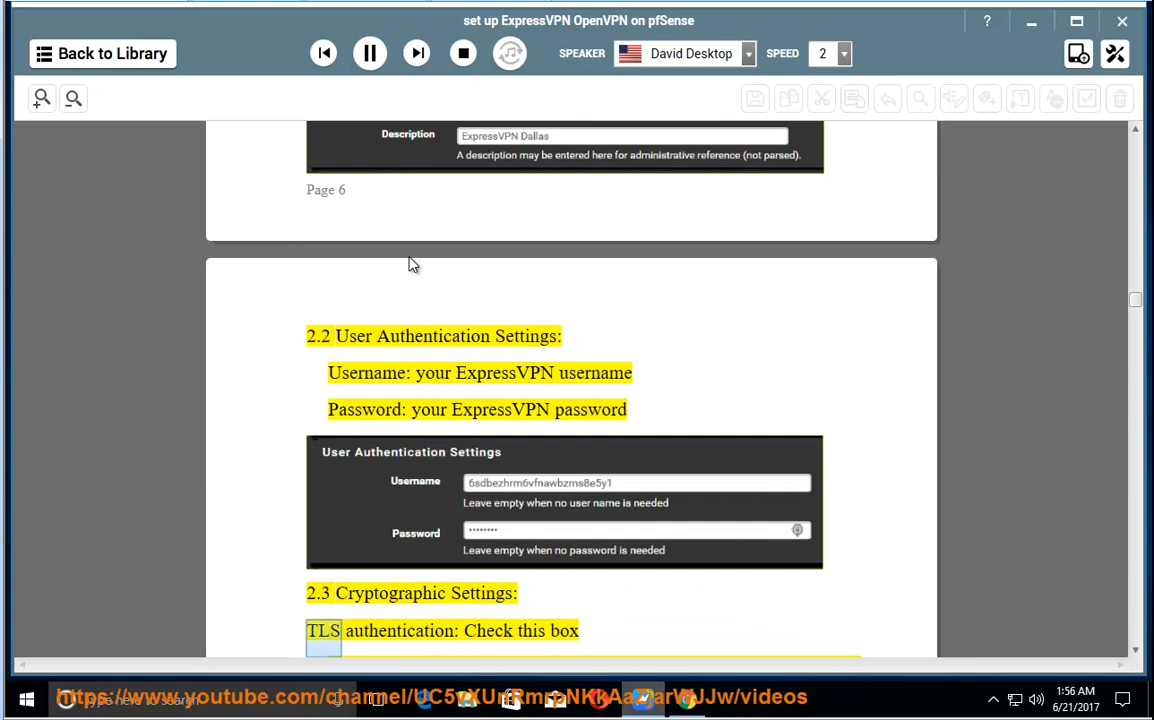 set up ExpressVPN OpenVPN on pfSense
?
Back to Library
SPEAKER
David Desktop
SPEED
2
Description
ExpressVPN Dallas
A description may be entered here for administrative reference (not parsed).
Page 6
2.2 User Authentication Settings:
Username: your ExpressVPN username
Password: your ExpressVPN password
User Authentication Settings
Username
6sdbezhrm6vfnawbzms8e5y1
Leave empty when no user name is needed
Password
••••••••
Leave empty when no password is needed
2.3 Cryptographic Settings:
TLS authentication: Check this box
Type here to search
1:56 AM
6/21/2017